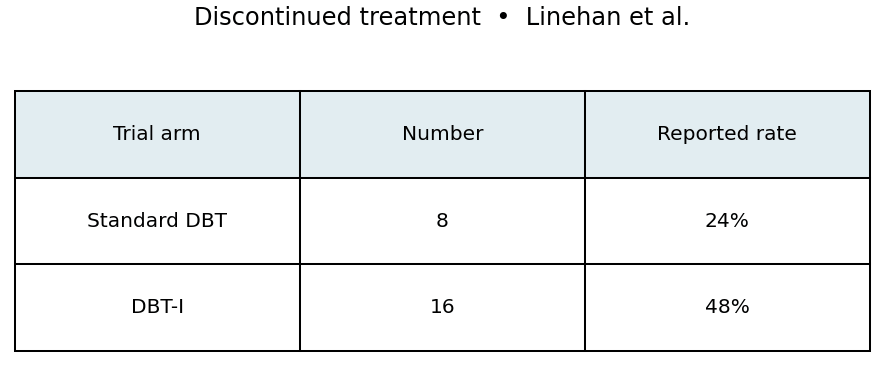 Discontinued treatment • Linehan et al.
Trial arm Number Reported rate
Standard DBT 8 24%
DBT-I 16 48%